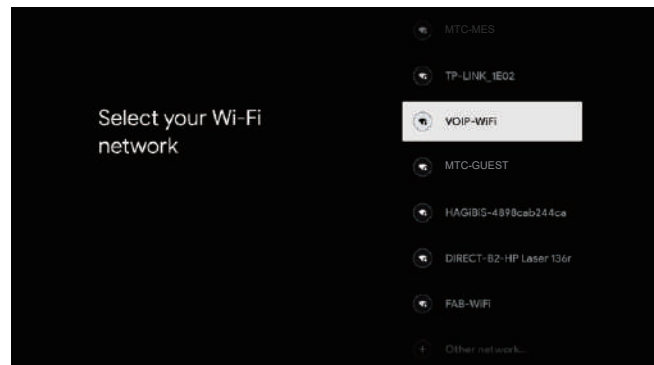 Select your Wi-Fi
network
MTC-MES
TP-LINK_1E02
VOIP-WiFi
MTC-GUEST
HAGiBiS-4898cab244ca
DIRECT-B2-HP Laser 136r
FAB-WiFi
Other network...